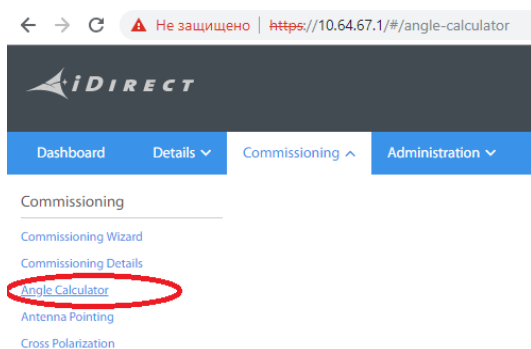 Не защищено | https://10.64.67.1/#/angle-calculator
iDIRECT
Dashboard Details Commissioning Administration
Commissioning
Commissioning Wizard
Commissioning Details
Angle Calculator
Antenna Pointing
Cross Polarization